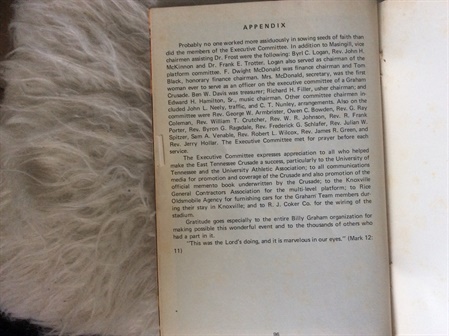 APPENDIX
Probably no one worked more assiduously in sowing seeds of faith than
did the members of the Executive Committee. In addition to Masingill, vice
chairmen assisting Dr. Frost were the following: Byrl C. Logan, Rev. John H.
McKinnon and Dr. Frank E. Trotter. Logan also served as chairman of the
platform committee. F. Dwight McDonald was finance chairman and Tom
Black, honorary finance chairman. Mrs. McDonald, secretary, was the first
woman ever to serve as an officer on the executive committee of a Graham
Crusade. Ben W. Davis was treasurer; Richard H. Filler, usher chairman; and
Edward H. Hamilton, Sr., music chairman. Other committee chairmen in-
cluded John L. Neely, traffic, and C. T. Nunley, arrangements. Also on the
committee were Rev. George W. Armbrister, Owen C. Bowden, Rev. G. Ray
Coleman, Rev. William T. Crutcher, Rev. W. R. Johnson, Rev. R. Frank
Porter, Rev. Byron G. Ragsdale, Rev. Frederick G. Schlafer, Rev. Julian W.
Spitzer, Sam A. Venable, Rev. Robert L. Wilcox, Rev. James R. Green, and
Rev. Jerry Hollar. The Executive Committee met for prayer before each
service.
The Executive Committee expresses appreciation to all who helped
make the East Tennessee Crusade a success, particularly to the University of
Tennessee and the University Athletic Association; to all communications
media for promotion and coverage of the Crusade and also promotion of the
official memento book underwritten by the Crusade; to the Knoxville
General Contractors Association for the multi-level platform; to Rice
Oldsmobile Agency for furnishing cars for the Graham Team members dur-
ing their stay in Knoxville; and to R. J. Coker Co. for the wiring of the
stadium.
Gratitude goes especially to the entire Billy Graham organization for
making possible this wonderful event and to the thousands of others who
had a part in it.
"This was the Lord's doing, and it is marvelous in our eyes." (Mark 12:
11)